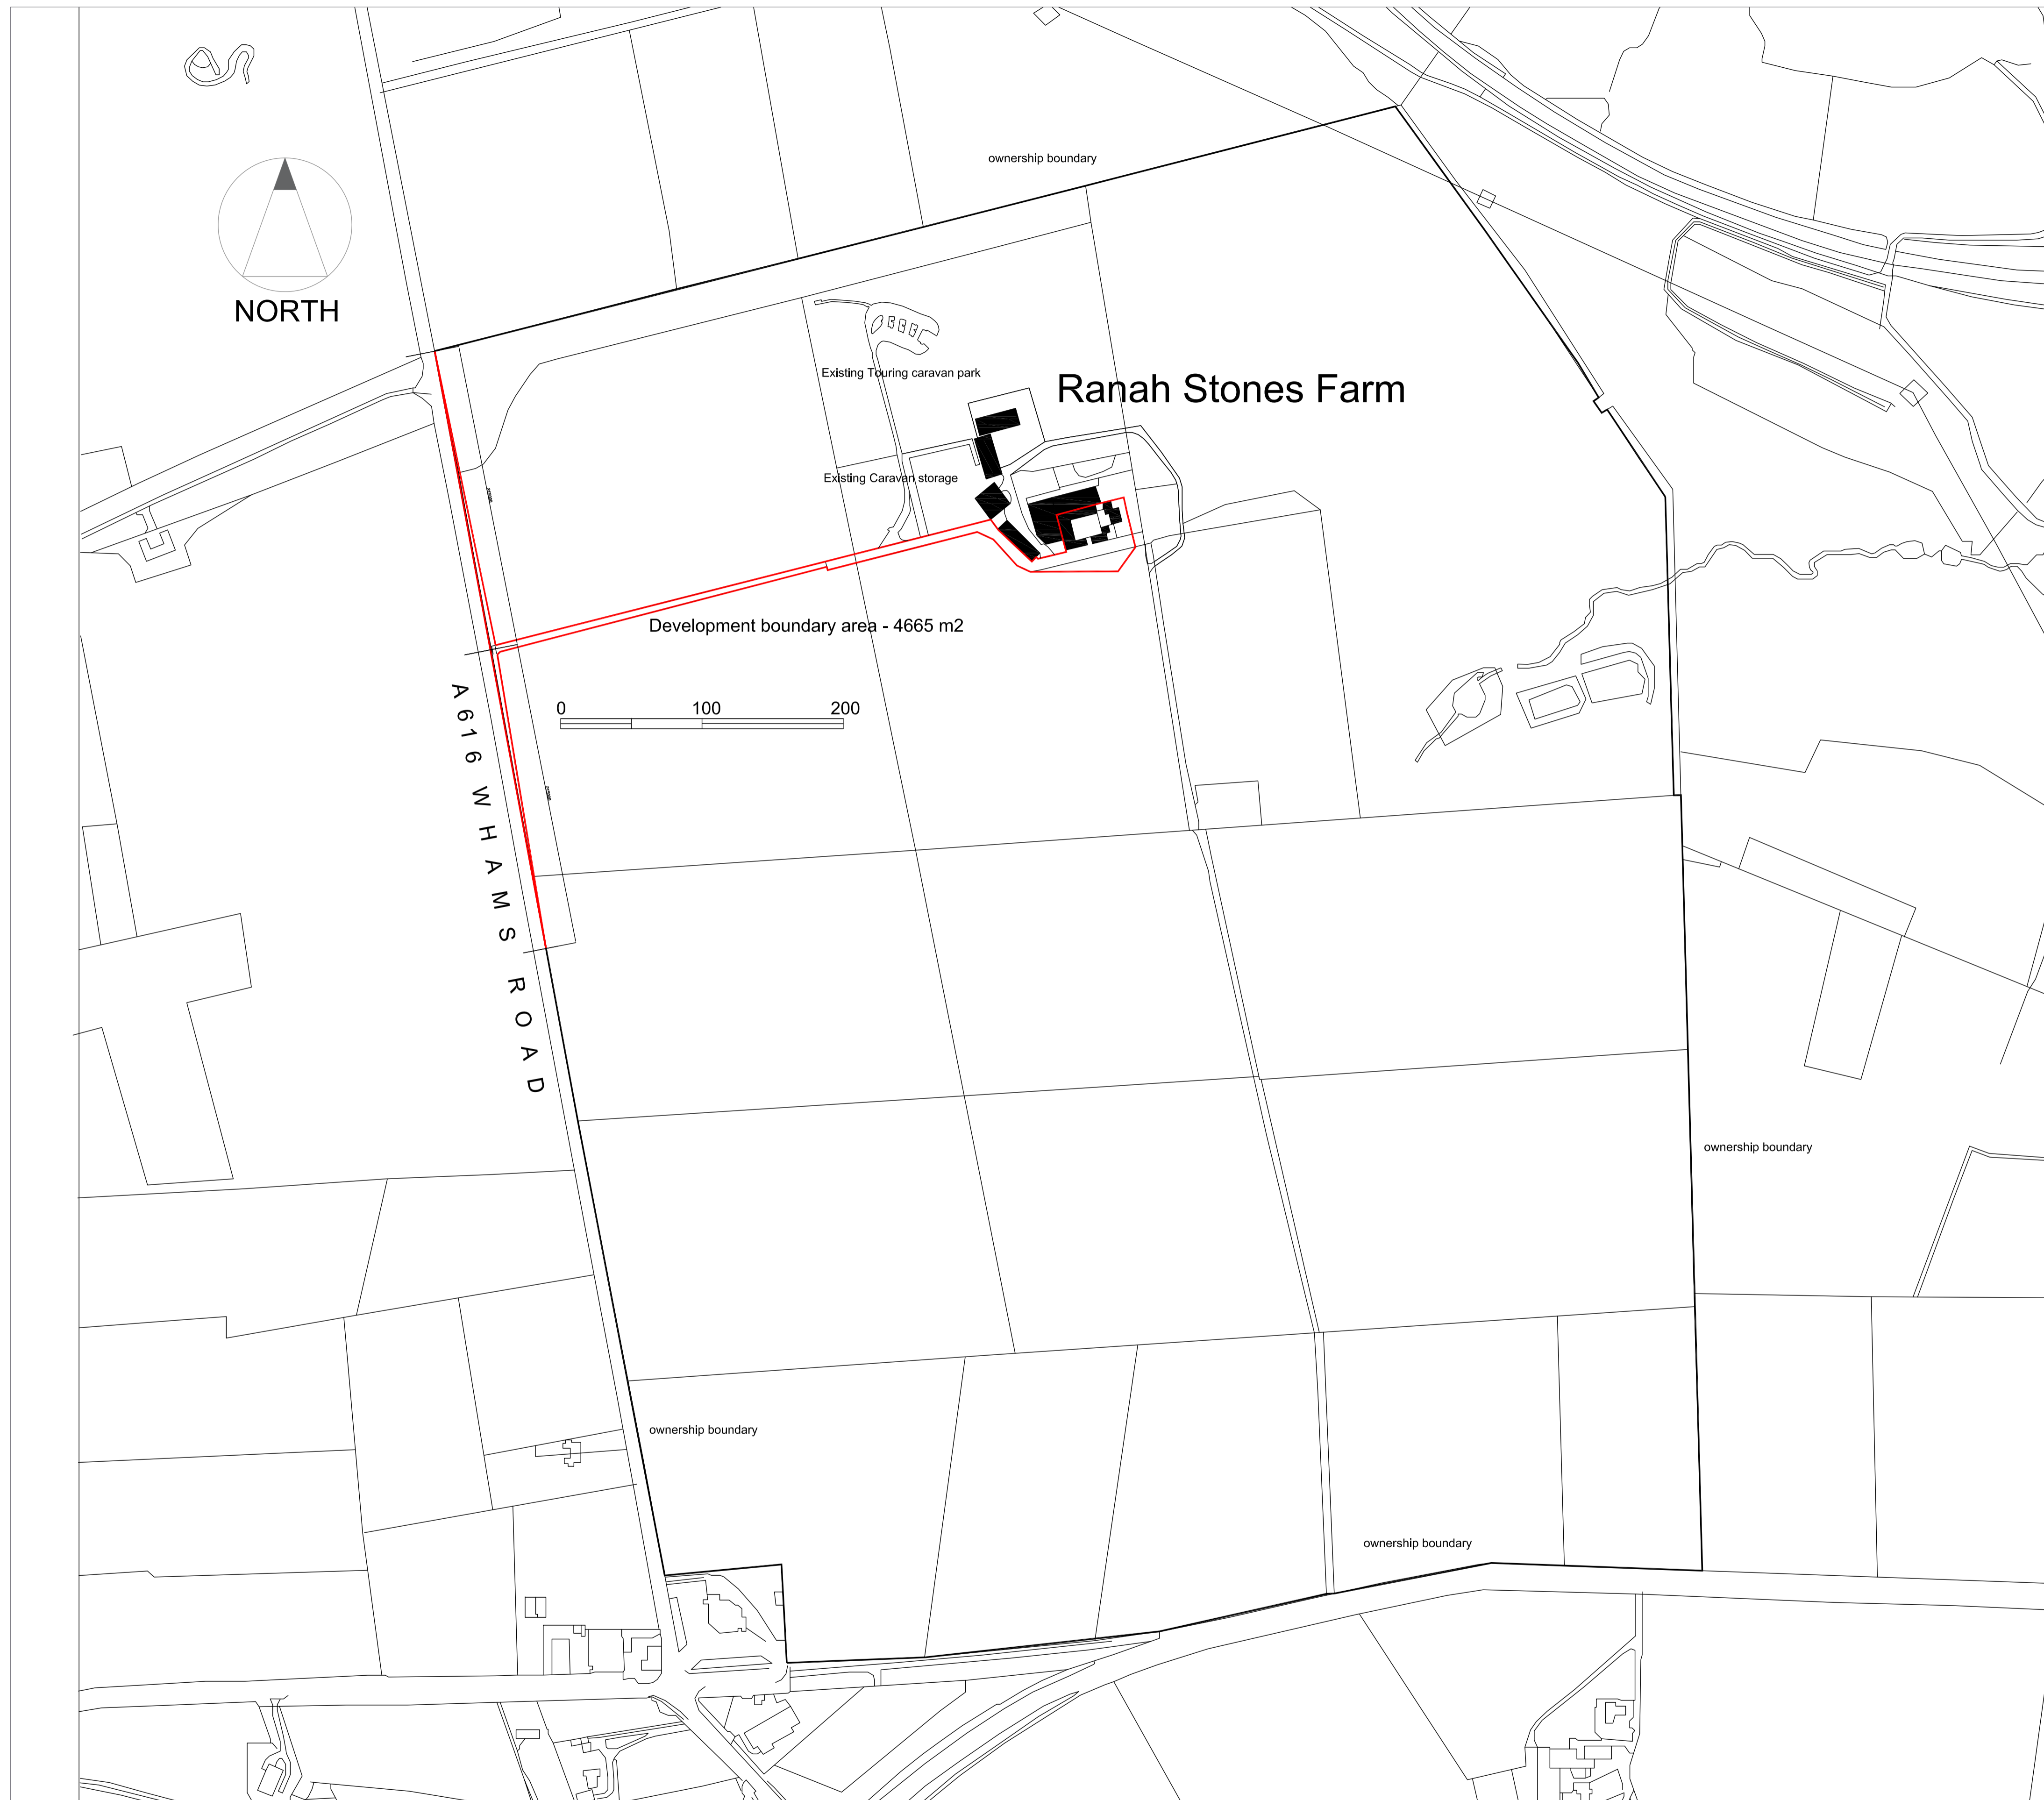 ownership boundary
NORTH
Existing Touring caravan park
Ranah Stones Farm
Existing Caravan storage
Development boundary area - 4665 m2
0 100 200
A616 WHAMS ROAD
ownership boundary
ownership boundary
ownership boundary